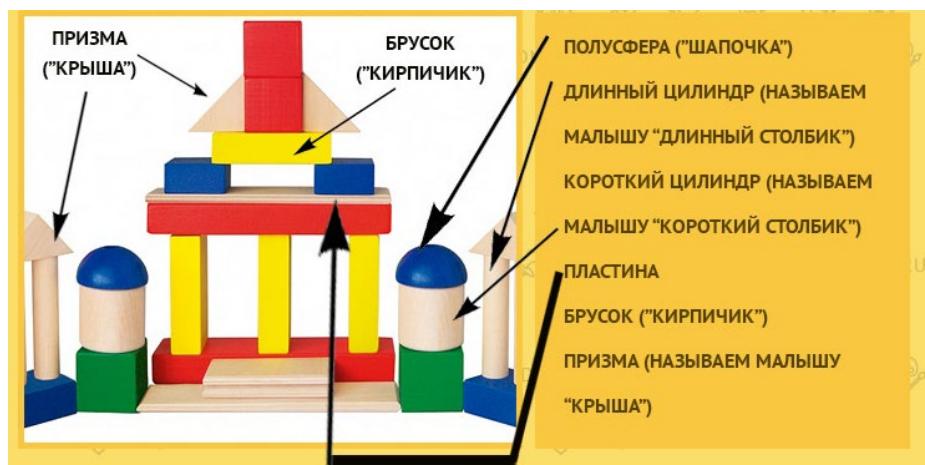 ПРИЗМА
("КРЫША")
БРУСОК
("КИРПИЧИК")
ПОЛУСФЕРА ("ШАПОЧКА")
ДЛИННЫЙ ЦИЛИНДР (НАЗЫВАЕМ
МАЛЫШУ "ДЛИННЫЙ СТОЛБИК")
КОРОТКИЙ ЦИЛИНДР (НАЗЫВАЕМ
МАЛЫШУ "КОРОТКИЙ СТОЛБИК")
ПЛАСТИНА
БРУСОК ("КИРПИЧИК")
ПРИЗМА (НАЗЫВАЕМ МАЛЫШУ
"КРЫША")